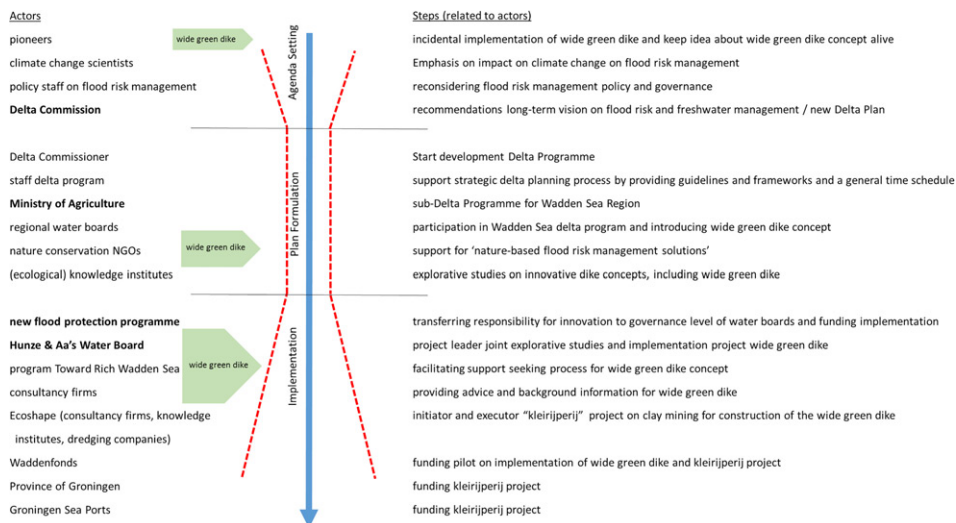 Actors
Steps (related to actors)
pioneers
wide green dike
incidental implementation of wide green dike and keep idea about wide green dike concept alive
climate change scientists
Emphasis on impact on climate change on flood risk management
policy staff on flood risk management
reconsidering flood risk management policy and governance
Delta Commission
recommendations long-term vision on flood risk and freshwater management / new Delta Plan
Agenda Setting
Delta Commissioner
Start development Delta Programme
staff delta program
support strategic delta planning process by providing guidelines and frameworks and a general time schedule
Ministry of Agriculture
sub-Delta Programme for Wadden Sea Region
regional water boards
participation in Wadden Sea delta program and introducing wide green dike concept
nature conservation NGOs
wide green dike
support for ‘nature-based flood risk management solutions’
(ecological) knowledge institutes
explorative studies on innovative dike concepts, including wide green dike
Plan Formulation
new flood protection programme
transferring responsibility for innovation to governance level of water boards and funding implementation
Hunze & Aa’s Water Board
project leader joint explorative studies and implementation project wide green dike
program Toward Rich Wadden Sea
wide green dike
facilitating support seeking process for wide green dike concept
consultancy firms
providing advice and background information for wide green dike
Ecoshape (consultancy firms, knowledge
initiator and executor “kleirijperij” project on clay mining for construction of the wide green dike
institutes, dredging companies)
Implementation
Waddenfonds
funding pilot on implementation of wide green dike and kleirijperij project
Province of Groningen
funding kleirijperij project
Groningen Sea Ports
funding kleirijperij project